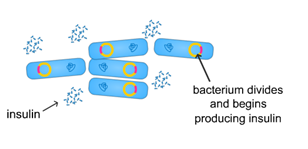 insulin
bacterium divides
and begins
producing insulin